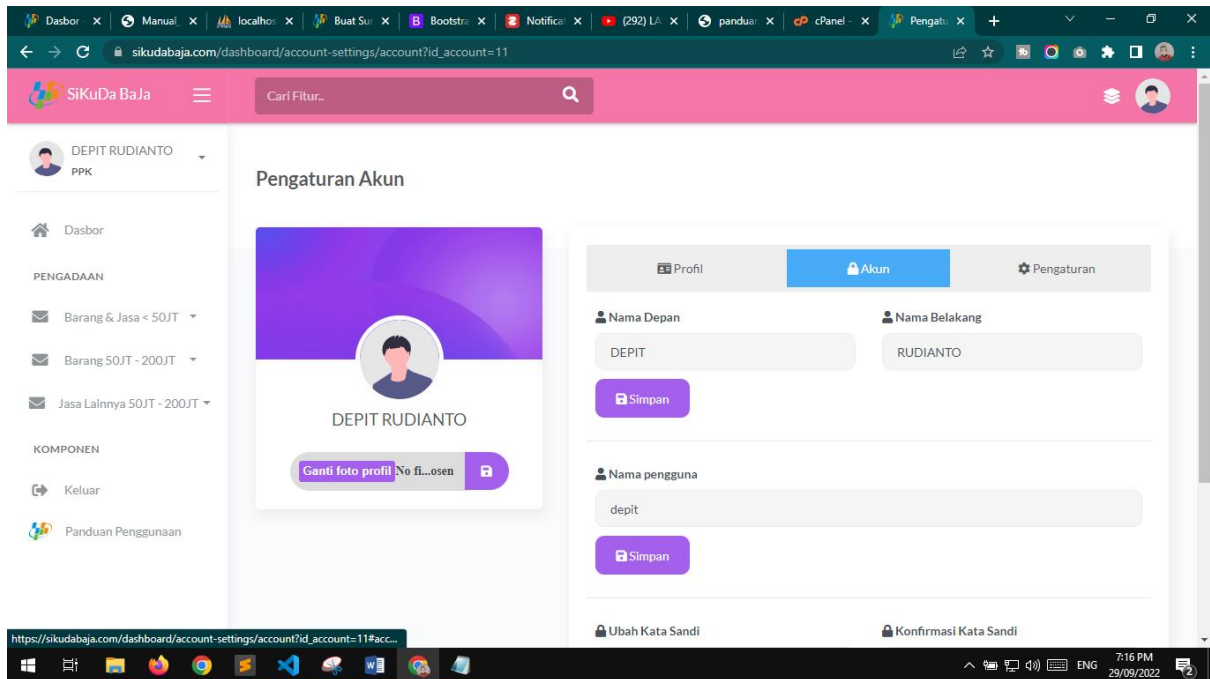 Dasbor -
Manual_
localhos
Buat Sur
Bootstra
Notificat
(292) LA
panduan
cPanel -
Pengatu
sikudabaja.com/dashboard/account-settings/account?id_account=11
SiKuDa BaJa
Cari Fitur..
DEPIT RUDIANTO
PPK
Pengaturan Akun
Dasbor
PENGADAAN
Barang & Jasa < 50JT
Barang 50JT - 200JT
Jasa Lainnya 50JT - 200JT
KOMPONEN
Keluar
Panduan Penggunaan
DEPIT RUDIANTO
Ganti foto profil No fi...osen
Profil
Akun
Pengaturan
Nama Depan
Nama Belakang
DEPIT
RUDIANTO
Simpan
Nama pengguna
depit
Simpan
Ubah Kata Sandi
Konfirmasi Kata Sandi
https://sikudabaja.com/dashboard/account-settings/account?id_account=11#acc...
ENG
7:16 PM
29/09/2022
2